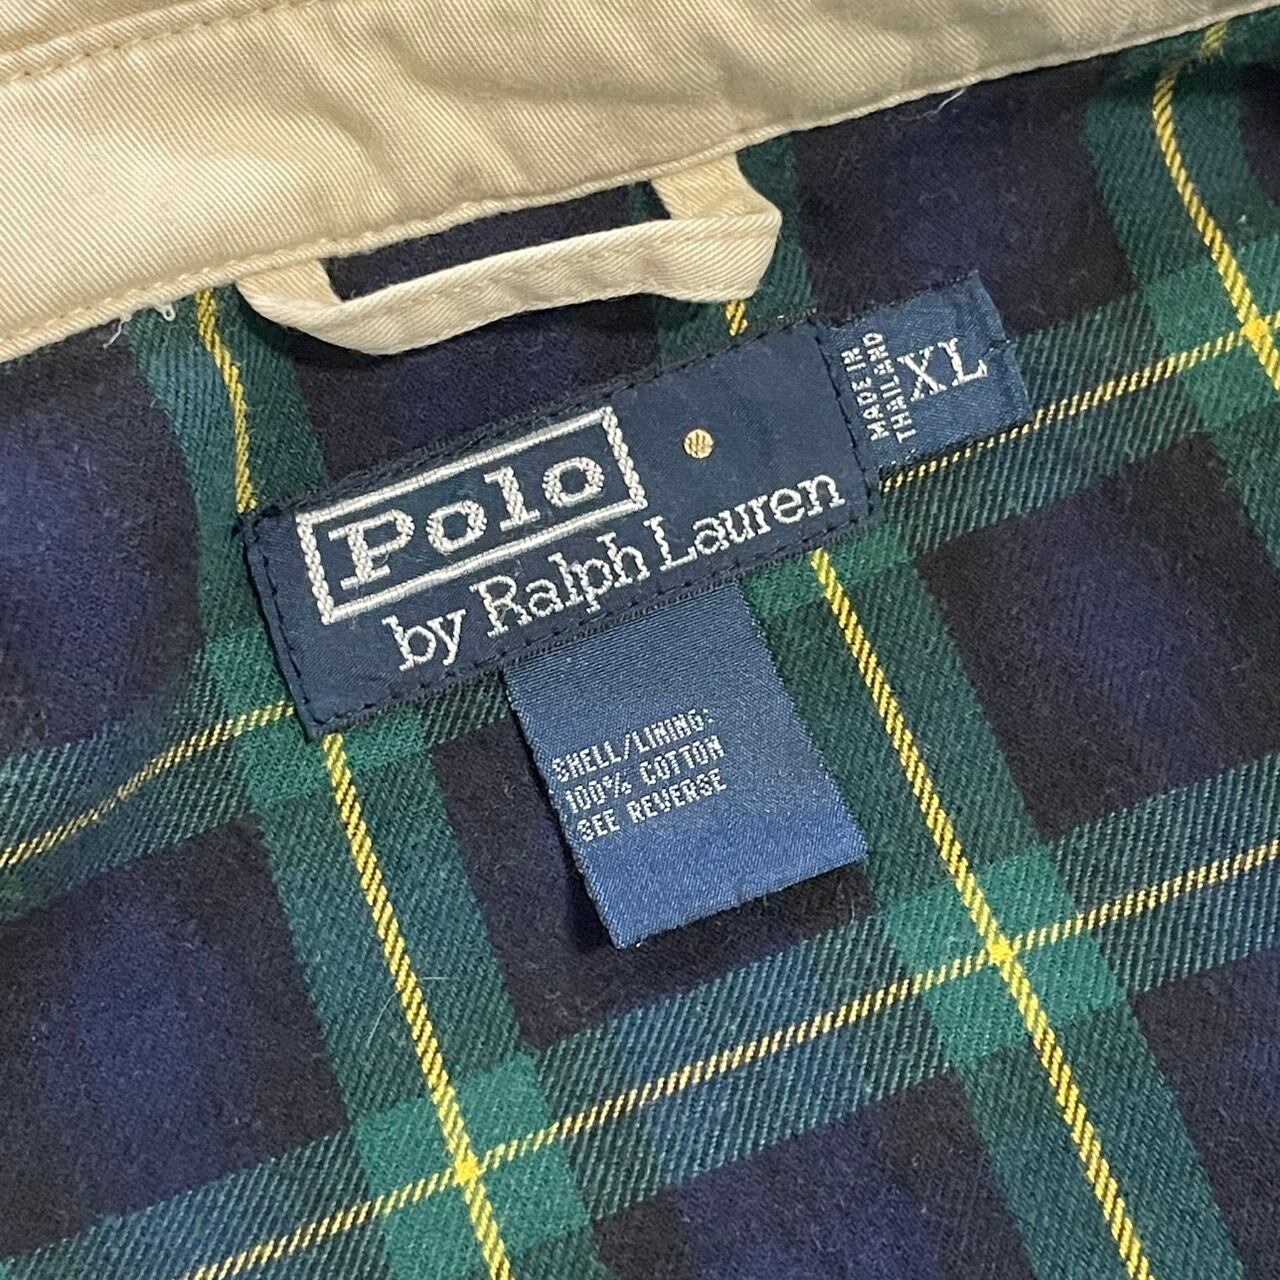 Polo
by Ralph Lauren
MADE IN
THAILAND
XL
SHELL/LINING:
100% COTTON
SEE REVERSE